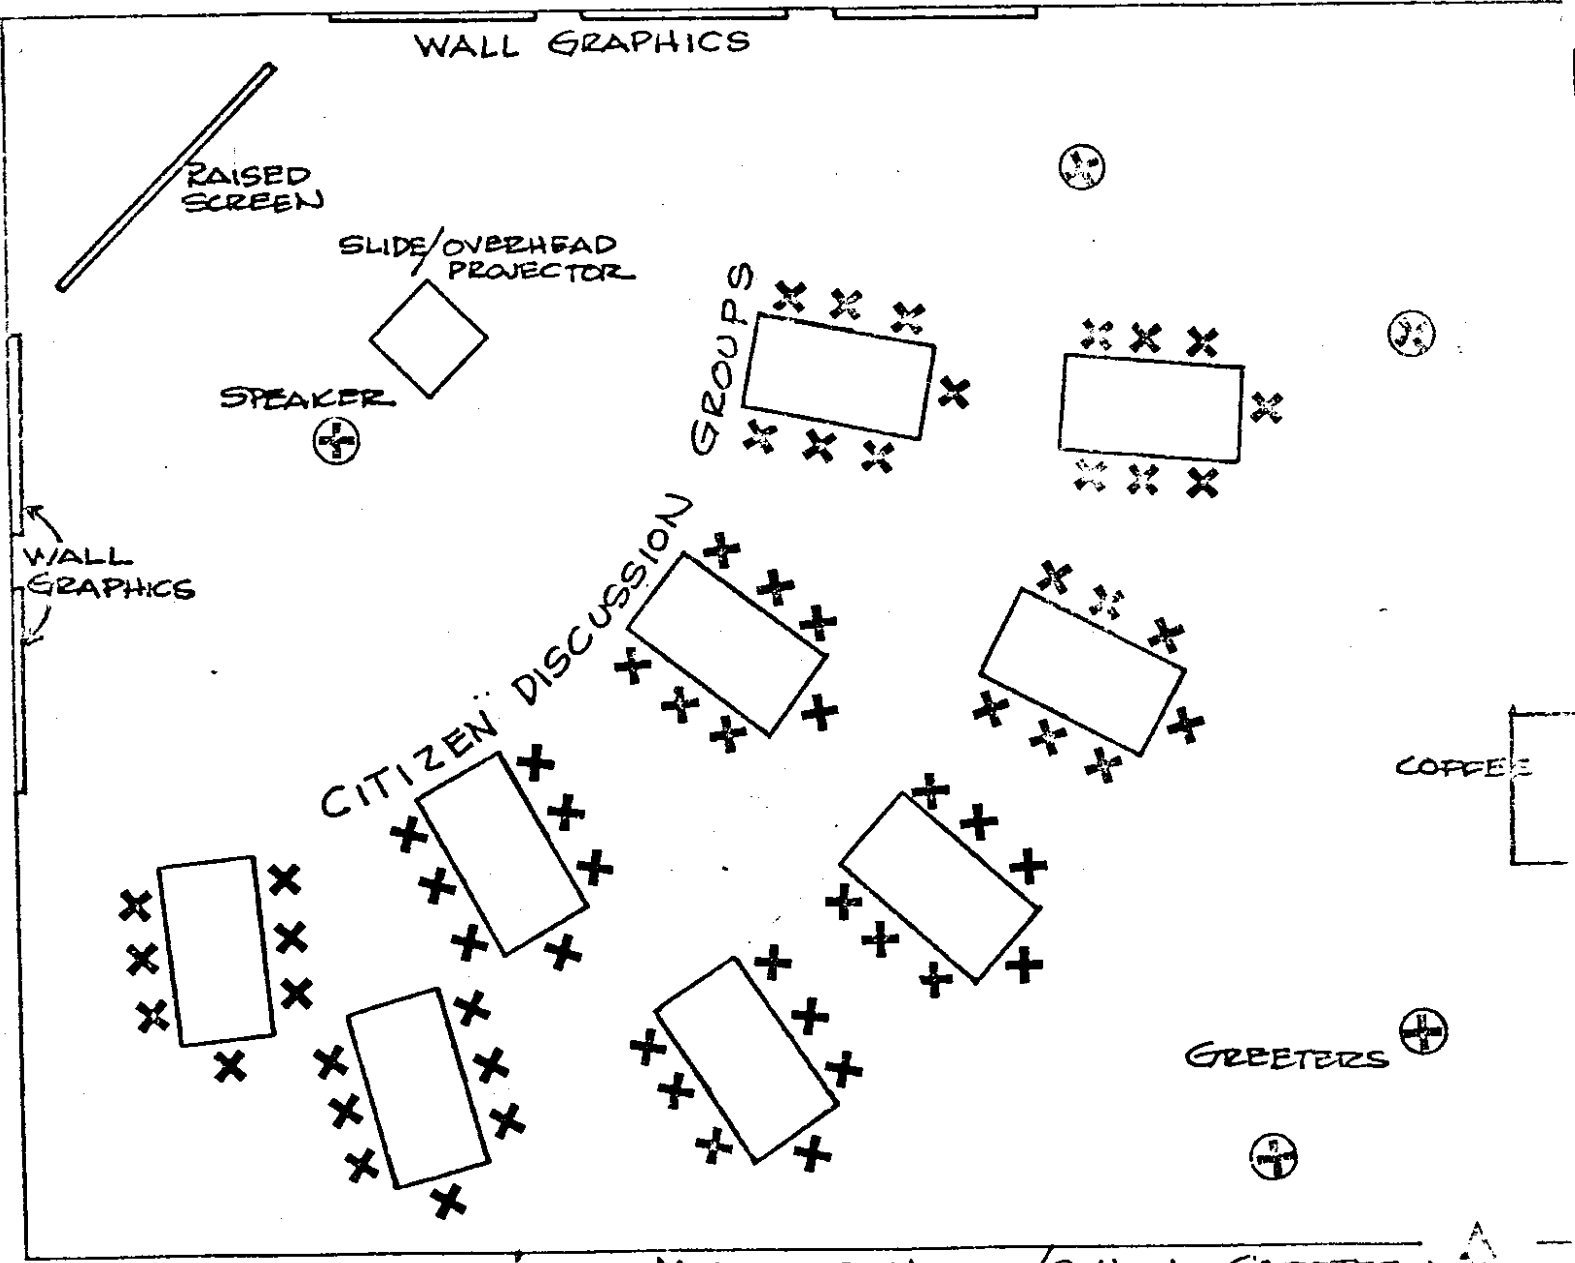 WALL GRAPHICS
RAISED
SCREEN
SLIDE/OVERHEAD
PROJECTOR
SPEAKER
WALL
GRAPHICS
CITIZEN DISCUSSION GROUPS
COFFEE
GREETERS